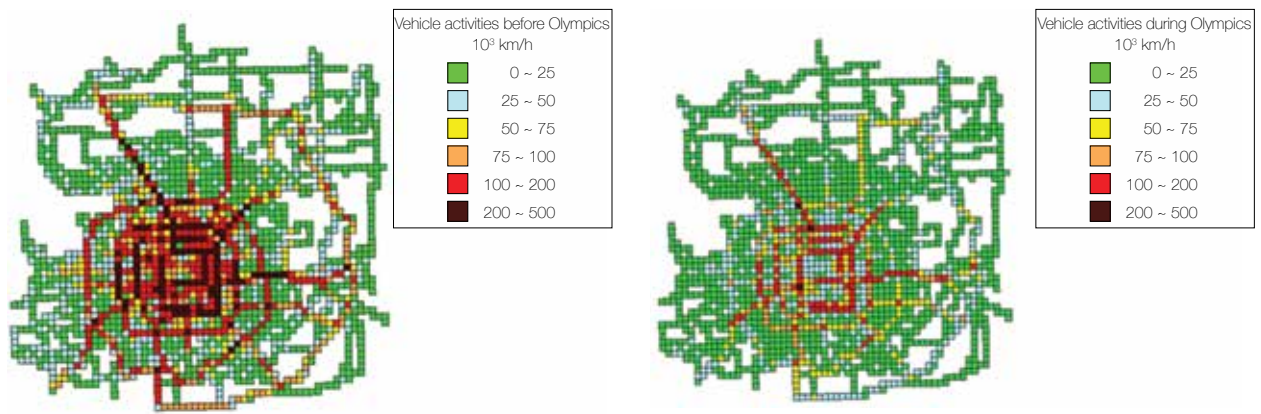 Vehicle activities before Olympics
10³ km/h
0 ~ 25
25 ~ 50
50 ~ 75
75 ~ 100
100 ~ 200
200 ~ 500
Vehicle activities during Olympics
10³ km/h
0 ~ 25
25 ~ 50
50 ~ 75
75 ~ 100
100 ~ 200
200 ~ 500